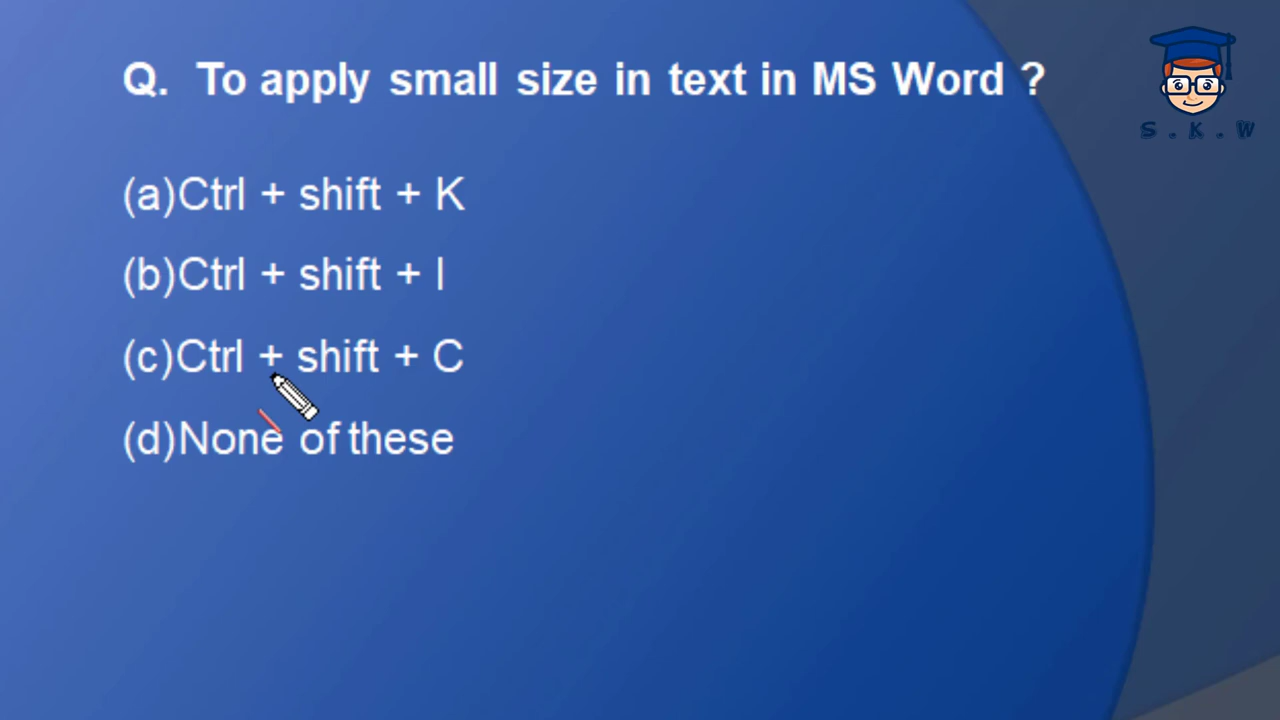 Q. To apply small size in text in MS Word ?
S . K . W
(a)Ctrl + shift + K
(b)Ctrl + shift + I
(c)Ctrl + shift + C
(d)None of these